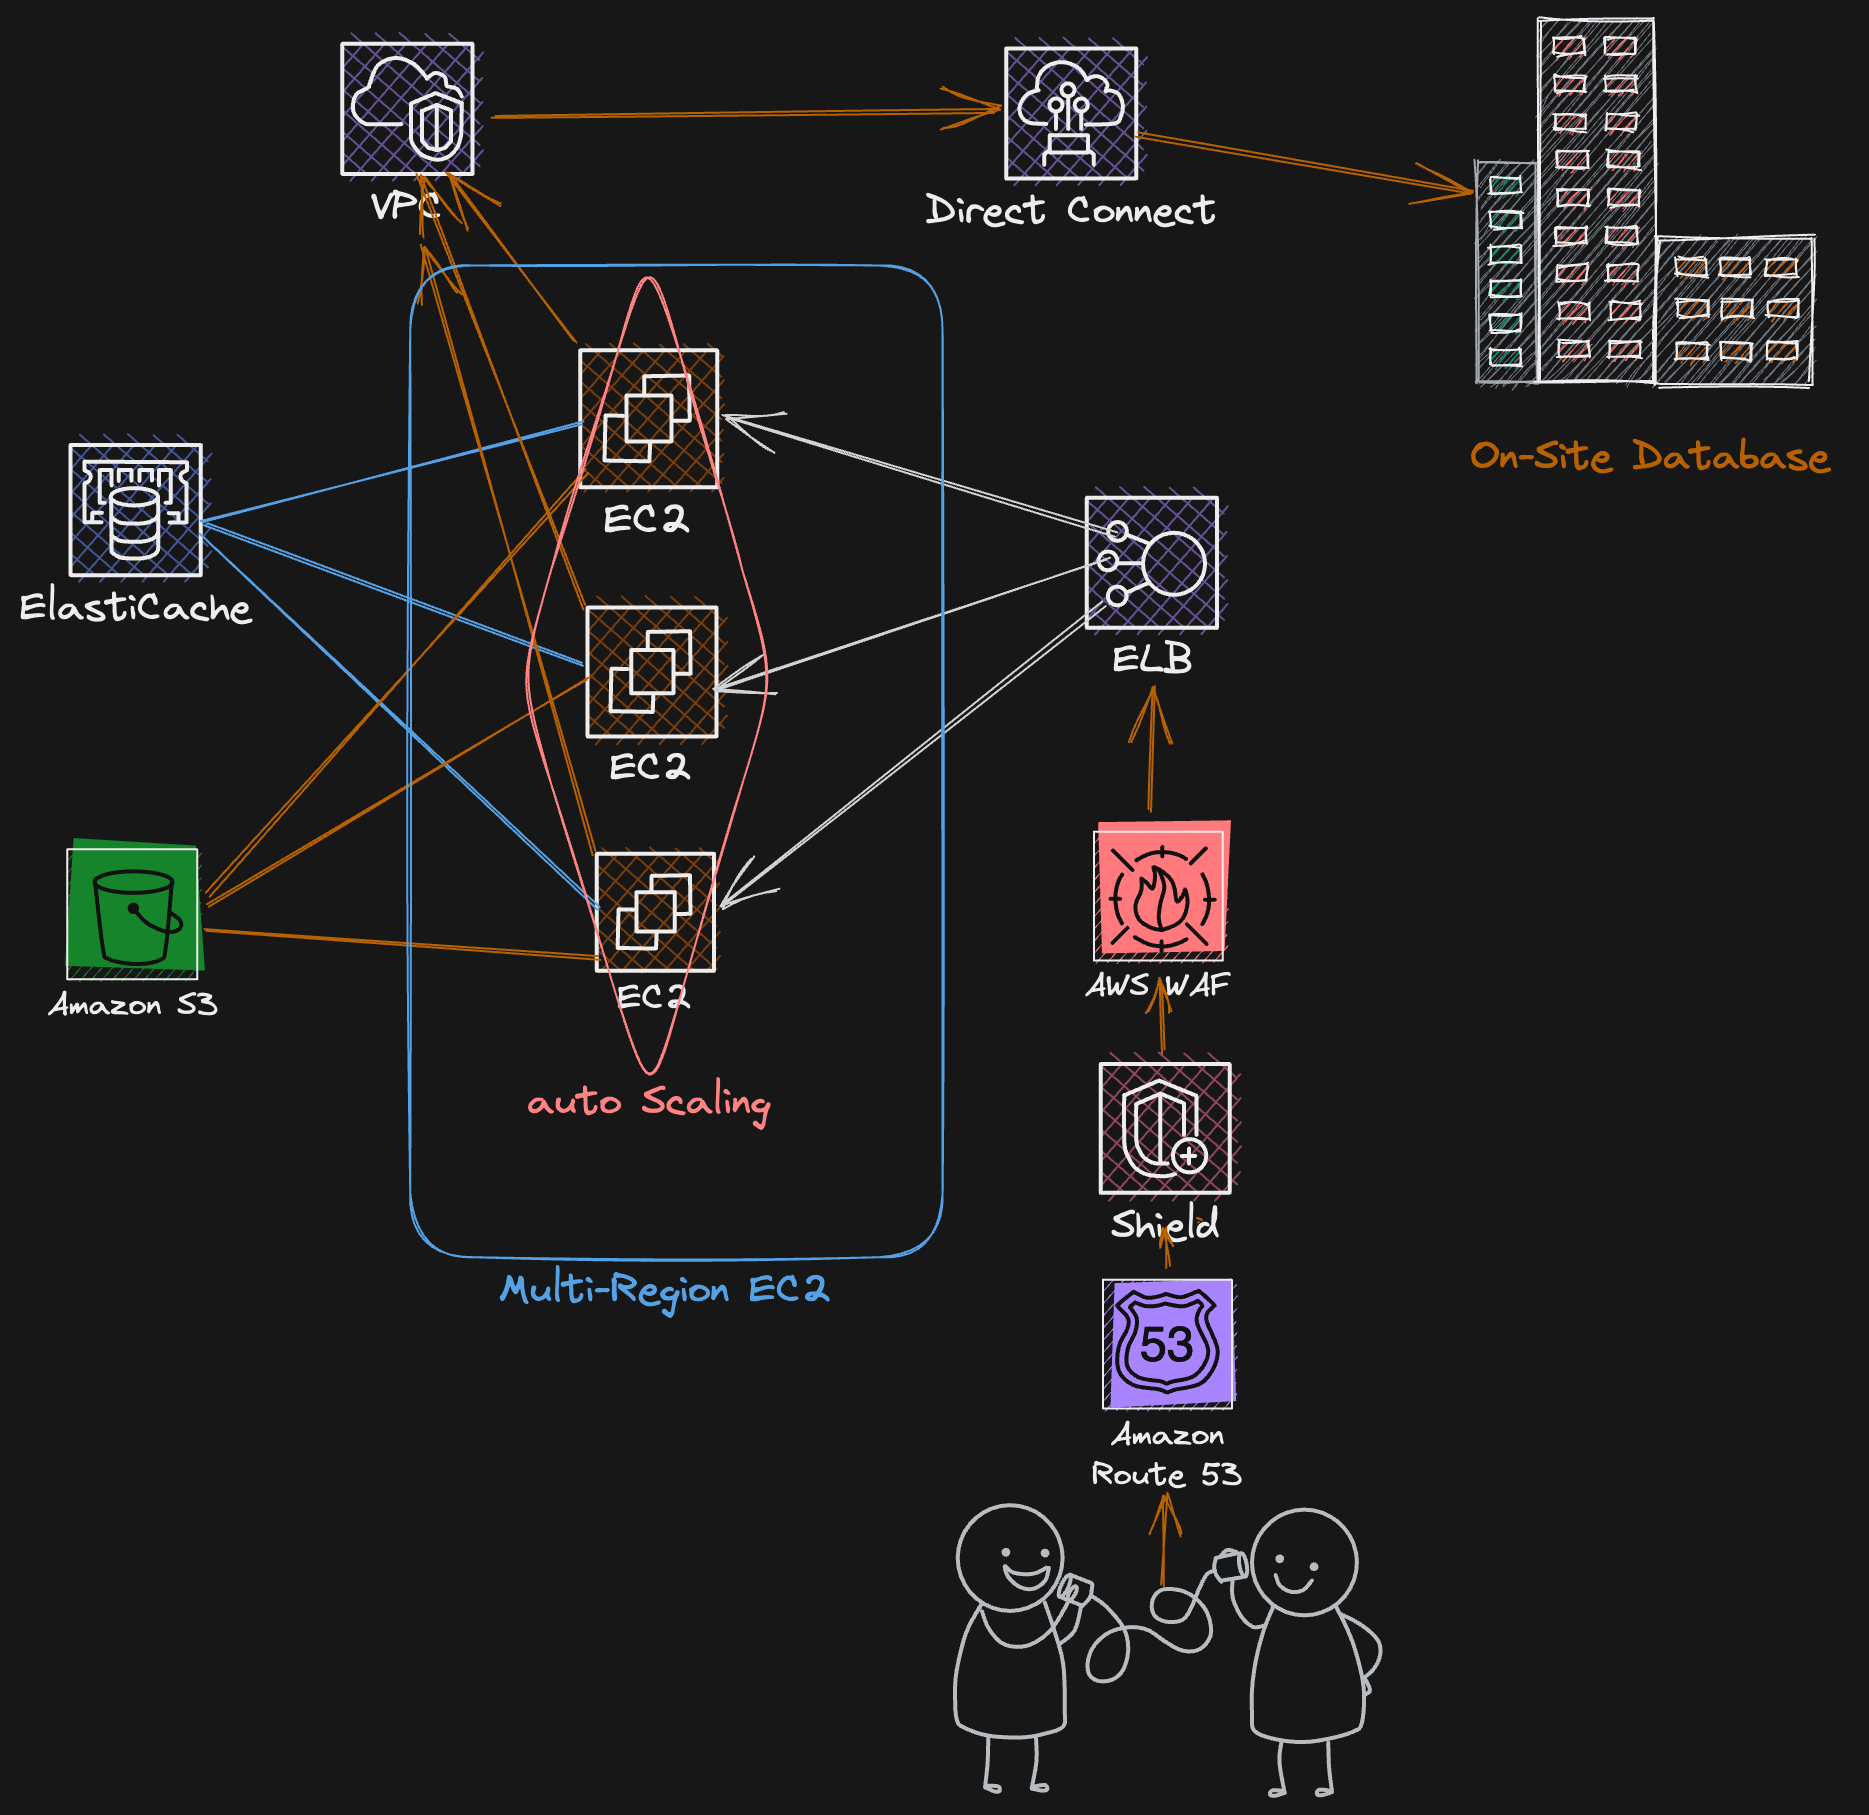 VPC
Direct Connect
On-Site Database
EC2
ElastiCache
ELB
EC2
Amazon S3
EC2
AWS WAF
auto Scaling
Shield
Multi-Region EC2
53
Amazon
Route 53